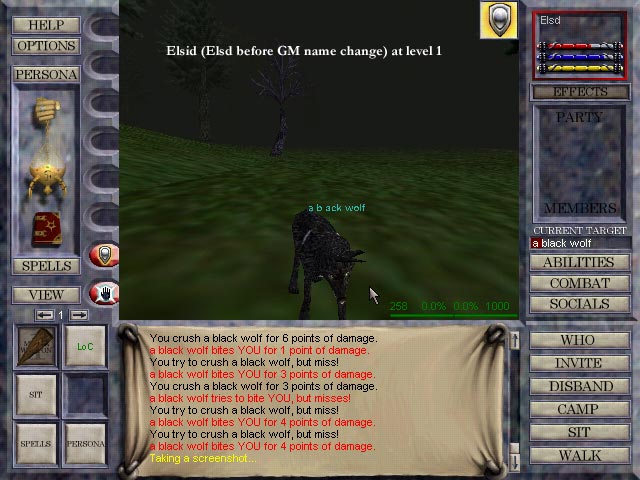 HELP
OPTIONS
PERSONA
SPELLS
VIEW
1
LoC
SIT
SPELLS
PERSONA
Elsid (Elsd before GM name change) at level 1
a b ack wolf
258 0.0% 0.0% 1000
You crush a black wolf for 6 points of damage.
a black wolf bites YOU for 1 point of damage.
You try to crush a black wolf, but miss!
a black wolf bites YOU for 3 points of damage.
You crush a black wolf for 3 points of damage.
a black wolf tries to bite YOU, but misses!
You try to crush a black wolf, but miss!
a black wolf bites YOU for 4 points of damage.
You try to crush a black wolf, but miss!
a black wolf bites YOU for 4 points of damage.
Taking a screenshot...
Elsd
EFFECTS
PARTY
MEMBERS
CURRENT TARGET
a black wolf
ABILITIES
COMBAT
SOCIALS
WHO
INVITE
DISBAND
CAMP
SIT
WALK